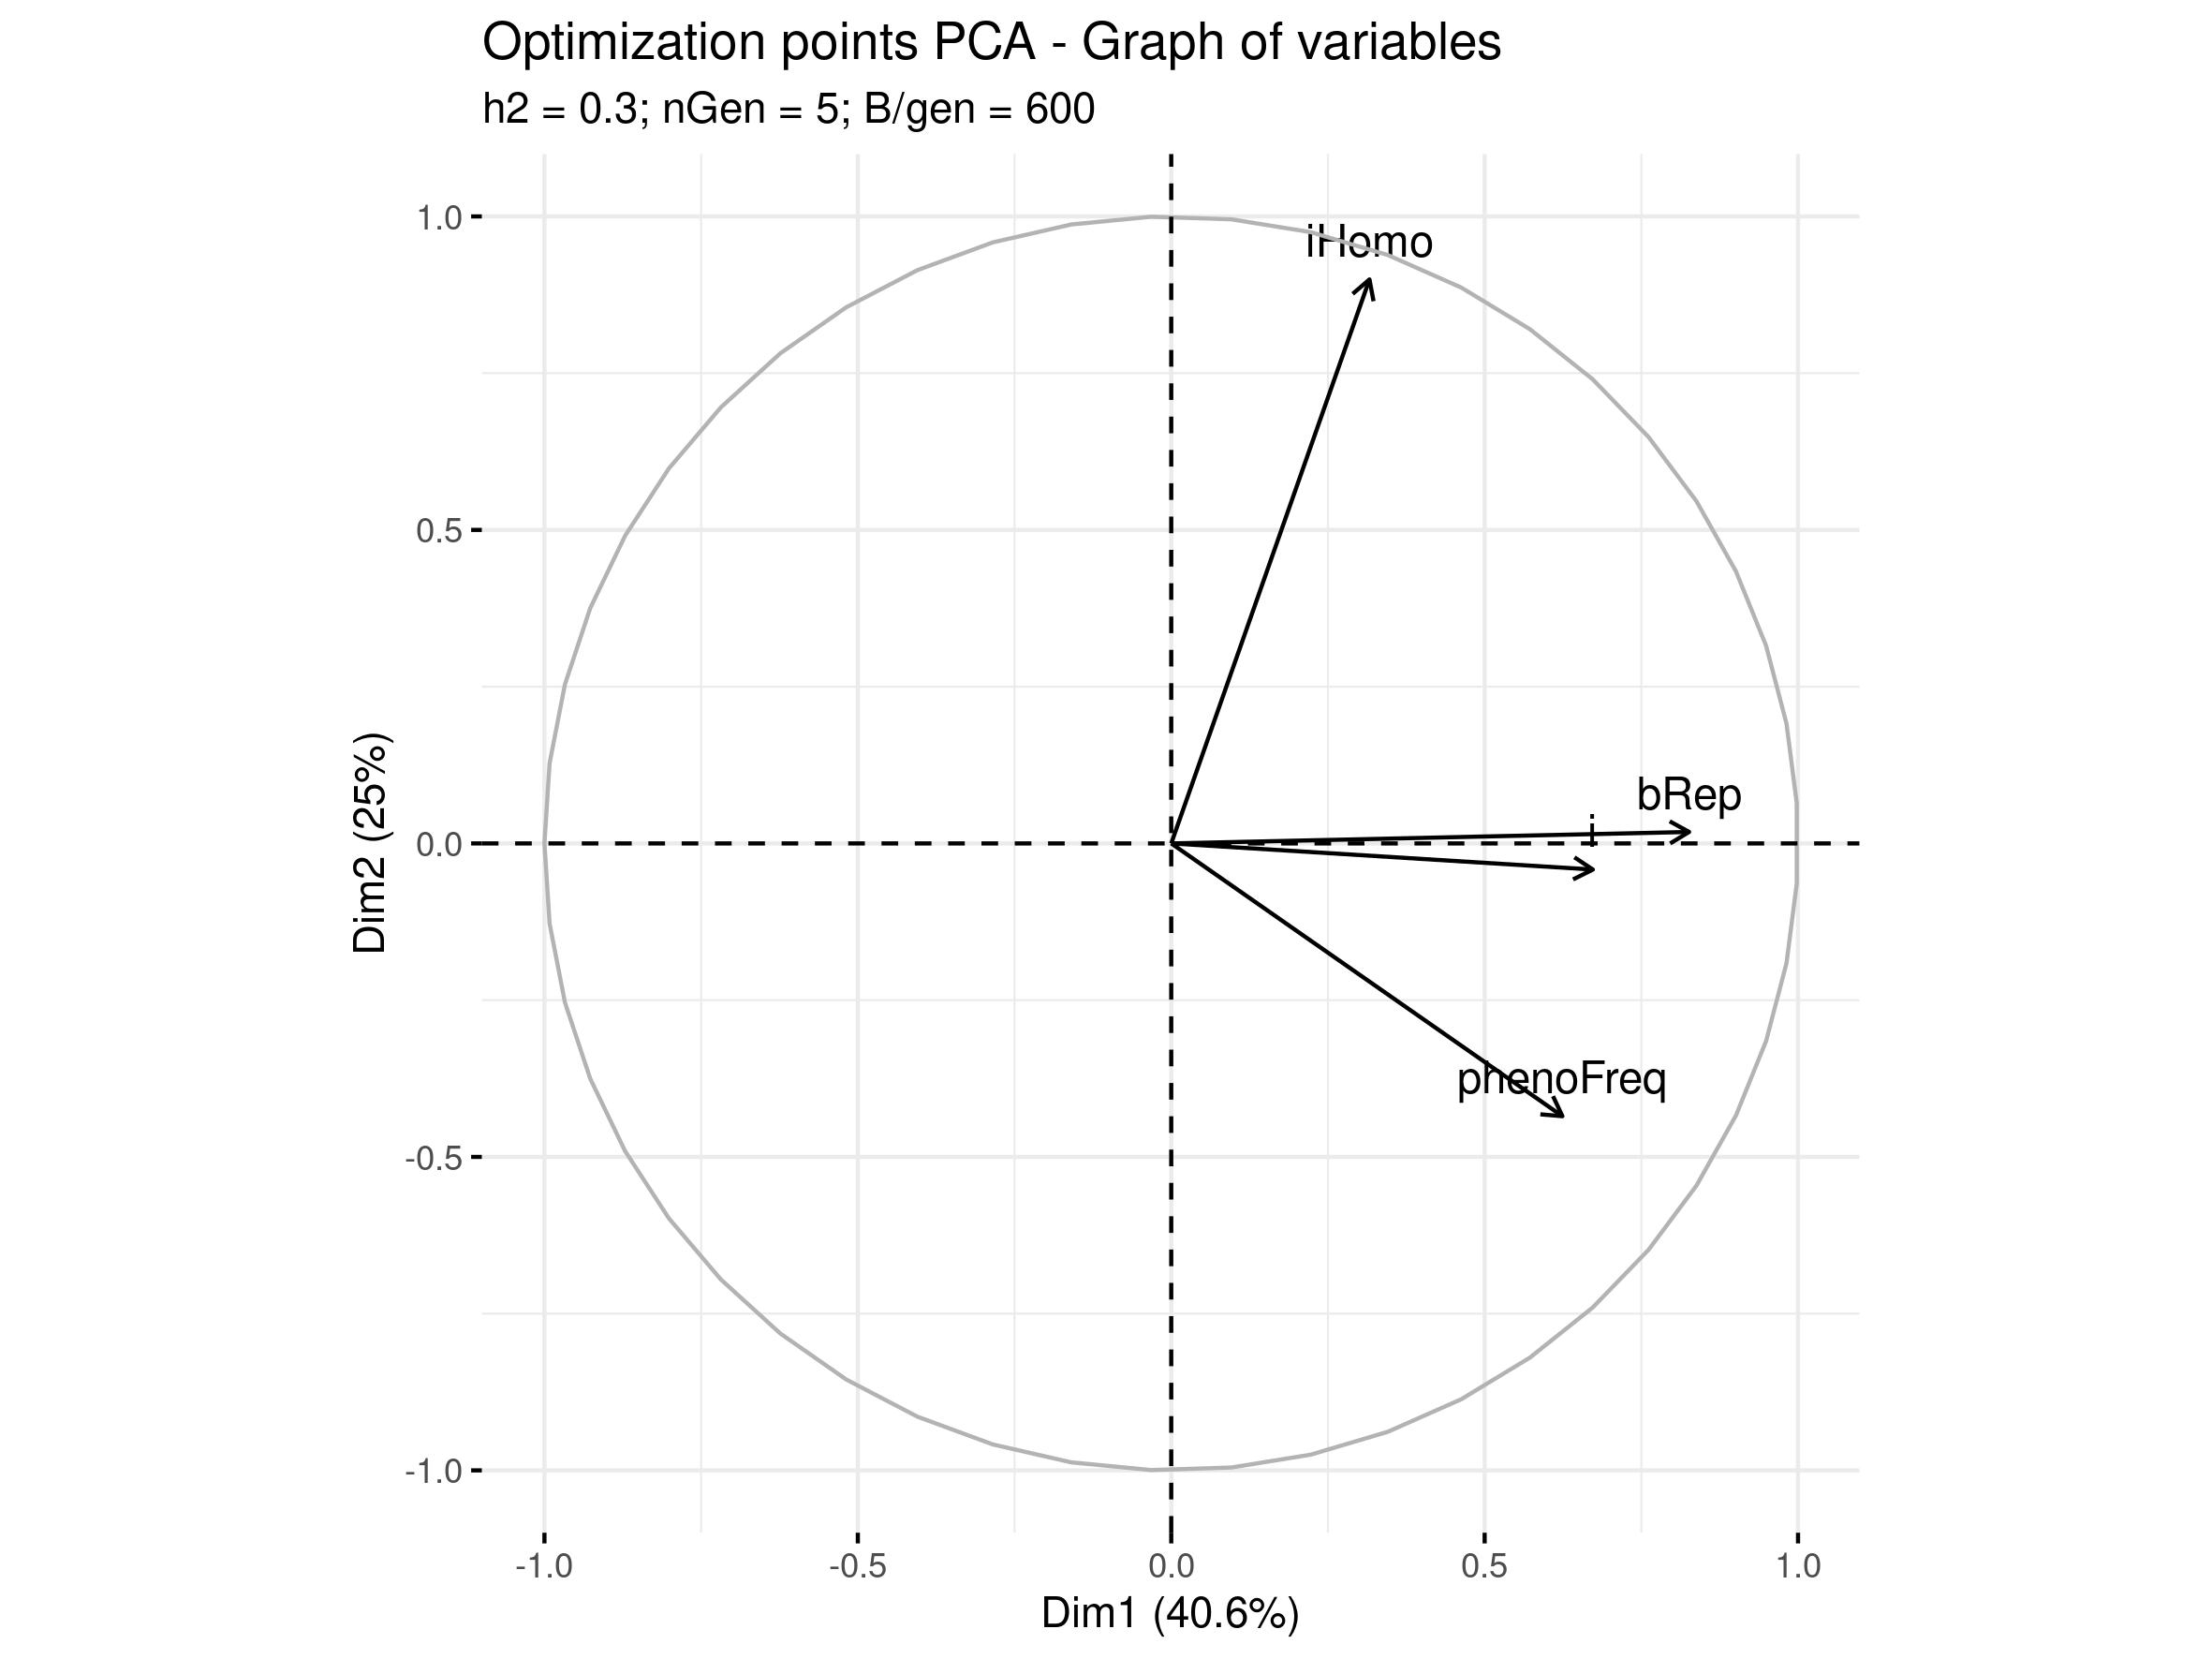 Optimization points PCA - Graph of variables
h2 = 0.3; nGen = 5; B/gen = 600
1.0
iHomo
0.5
bRep
i
0.0
Dim2 (25%)
phenoFreq
-0.5
-1.0
-1.0 -0.5 0.0 0.5 1.0
Dim1 (40.6%)